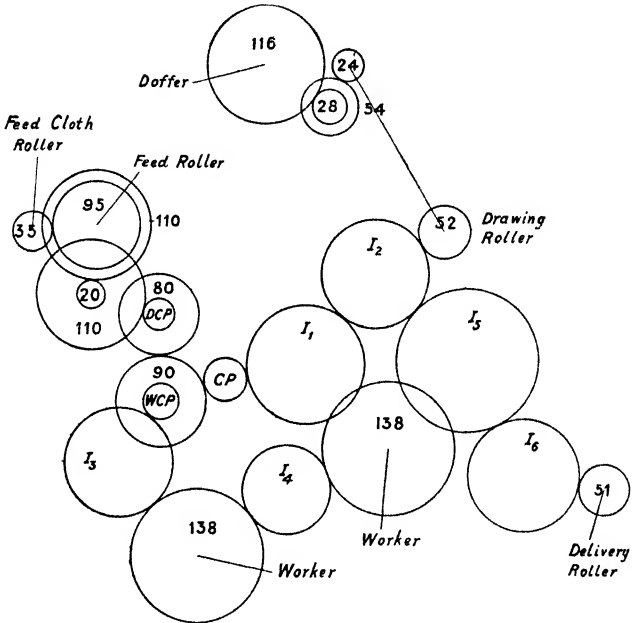 116
Doffer
24
28
54
Feed Cloth
Roller
Feed Roller
95
110
35
20
110
80
DCP
52
Drawing
Roller
I2
I1
I5
90
WCP
CP
I3
I4
138
I6
138
Worker
Worker
51
Delivery
Roller